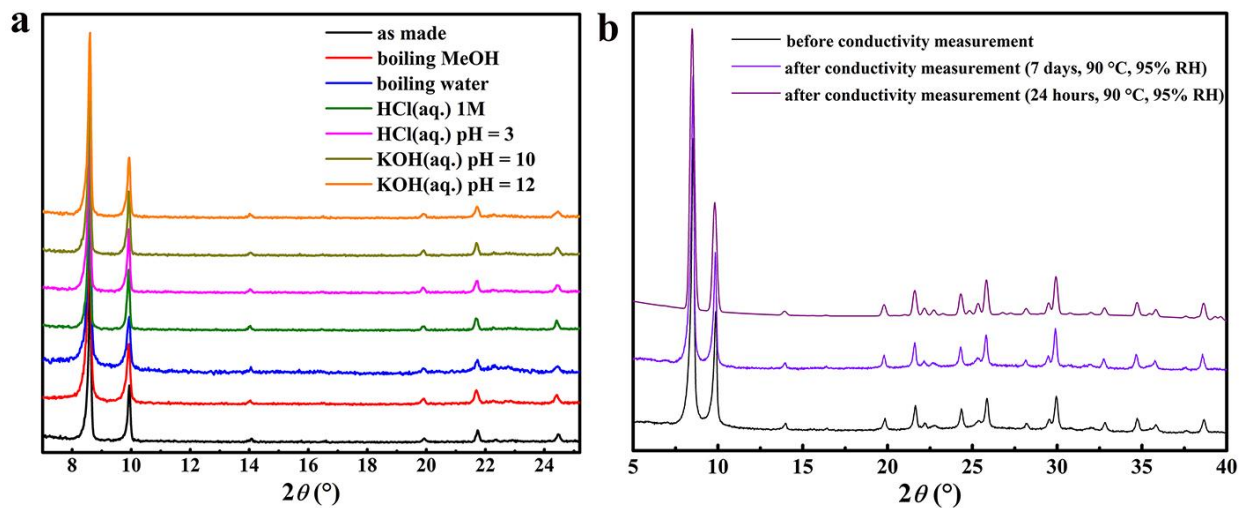 a
as made
boiling MeOH
boiling water
HCl(aq.) 1M
HCl(aq.) pH = 3
KOH(aq.) pH = 10
KOH(aq.) pH = 12
8 10 12 14 16 18 20 22 24
2θ (°)
b
before conductivity measurement
after conductivity measurement (7 days, 90 °C, 95% RH)
after conductivity measurement (24 hours, 90 °C, 95% RH)
5 10 15 20 25 30 35 40
2θ (°)